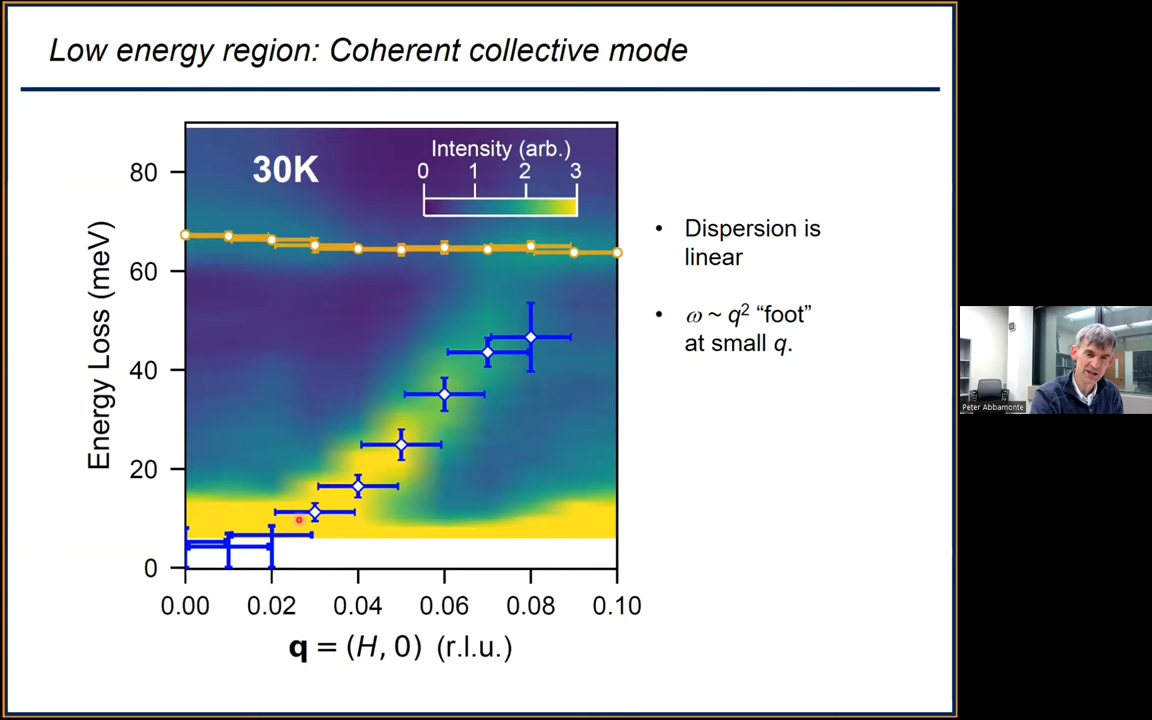 Low energy region: Coherent collective mode
30K
Intensity (arb.)
0 1 2 3
80
60
40
20
0
Energy Loss (meV)
0.00 0.02 0.04 0.06 0.08 0.10
q = (H, 0) (r.l.u.)
• Dispersion is
linear
• ω ~ q² “foot”
at small q.
Peter Abbamonte